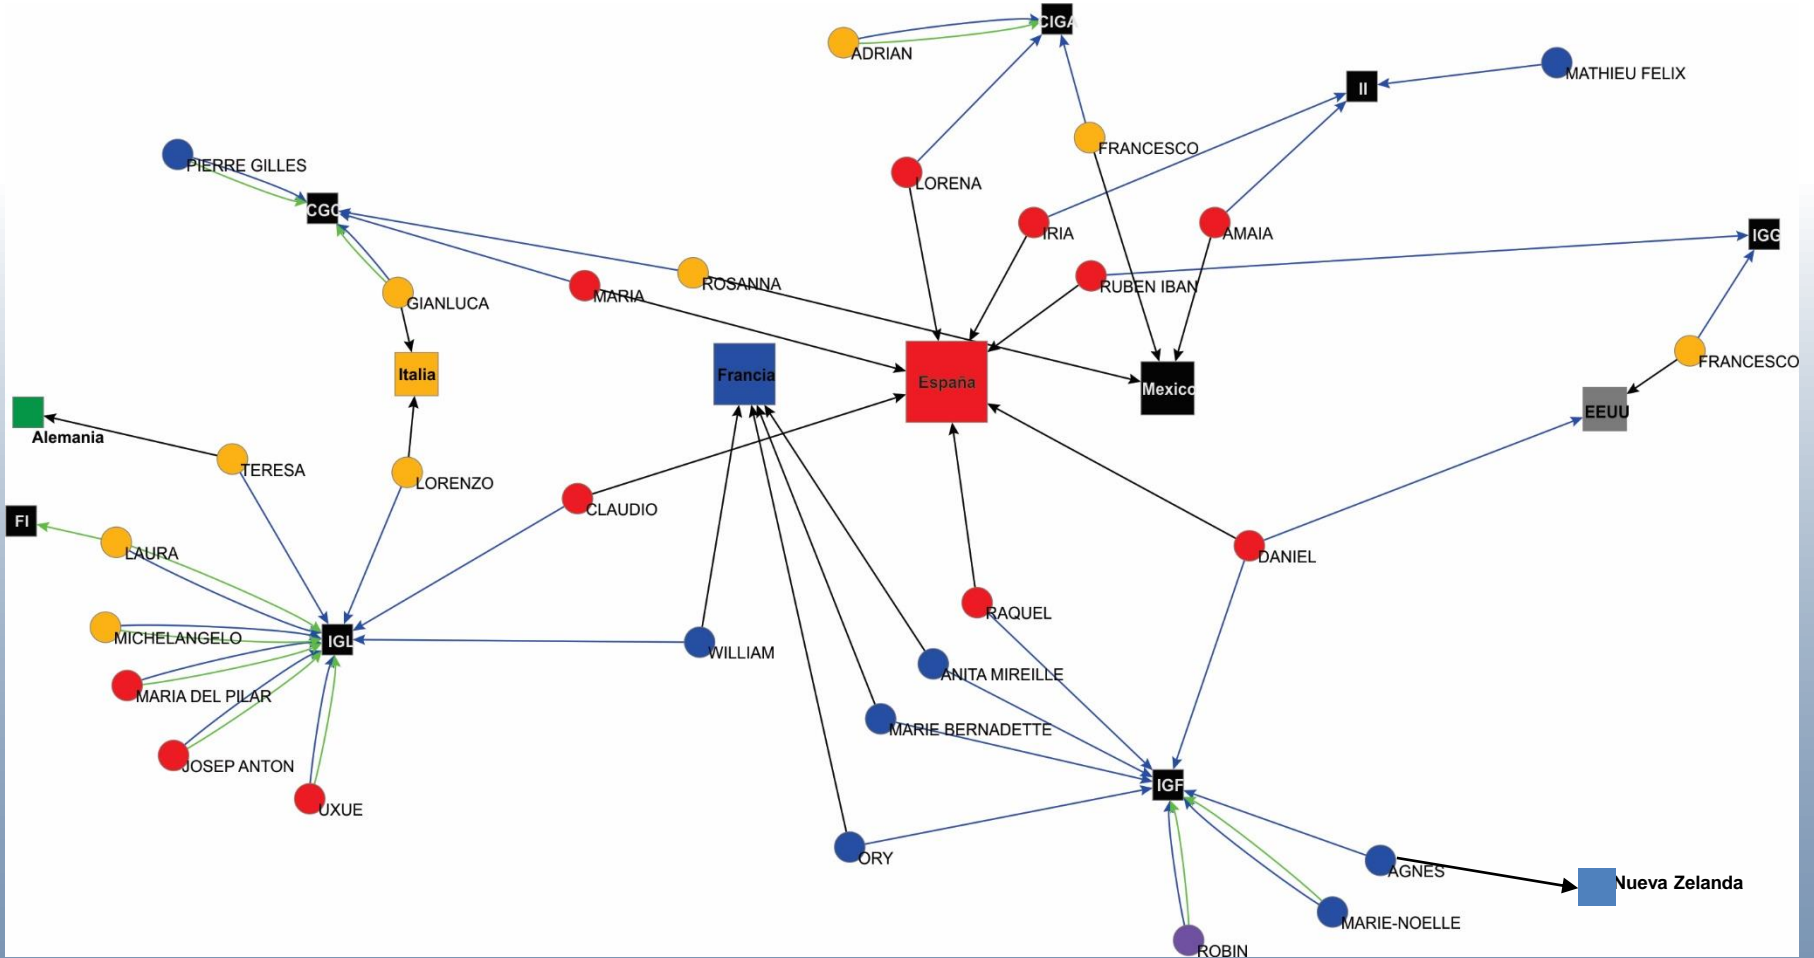 CIGA
ADRIAN
II
MATHIEU FELIX
FRANCESCO
PIERRE GILLES
LORENA
CGC
IRIA
AMAIA
IGG
ROSANNA
RUBEN IBAN
MARIA
GIANLUCA
FRANCESCO
Italia
Francia
España
Mexico
EEUU
Alemania
TERESA
LORENZO
CLAUDIO
FI
LAURA
DANIEL
RAQUEL
MICHELANGELO
IGL
WILLIAM
ANITA MIREILLE
MARIA DEL PILAR
MARIE BERNADETTE
JOSEP ANTON
IGF
UXUE
ORY
AGNES
Nueva Zelanda
MARIE-NOELLE
ROBIN